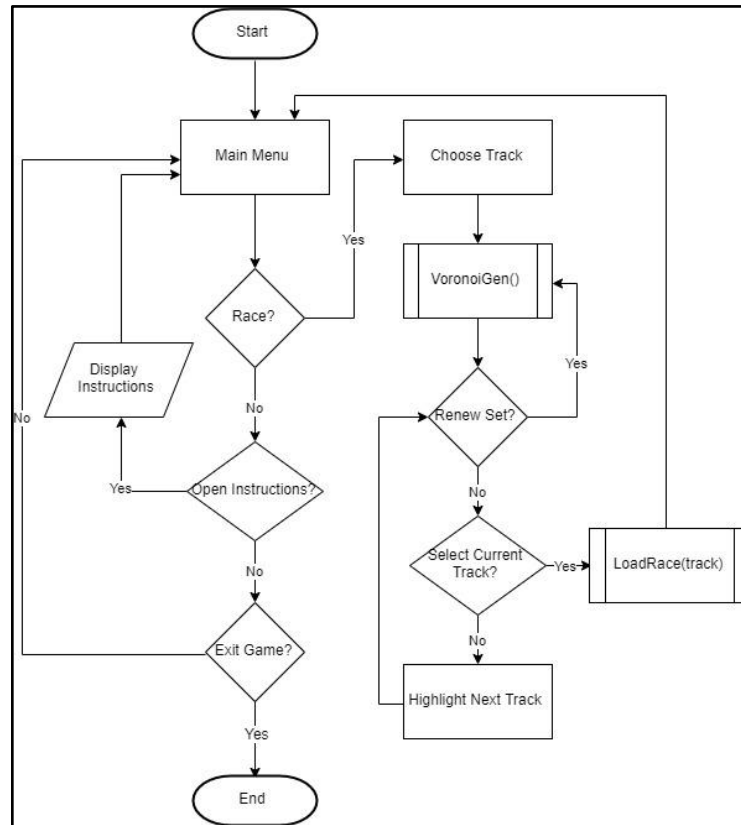 Start
Main Menu
Choose Track
Yes
VoronoiGen()
Race?
Yes
Display
Instructions
No
No
Renew Set?
Yes
Open Instructions?
No
Select Current
Track?
Yes
LoadRace(track)
No
No
Exit Game?
Highlight Next Track
Yes
End